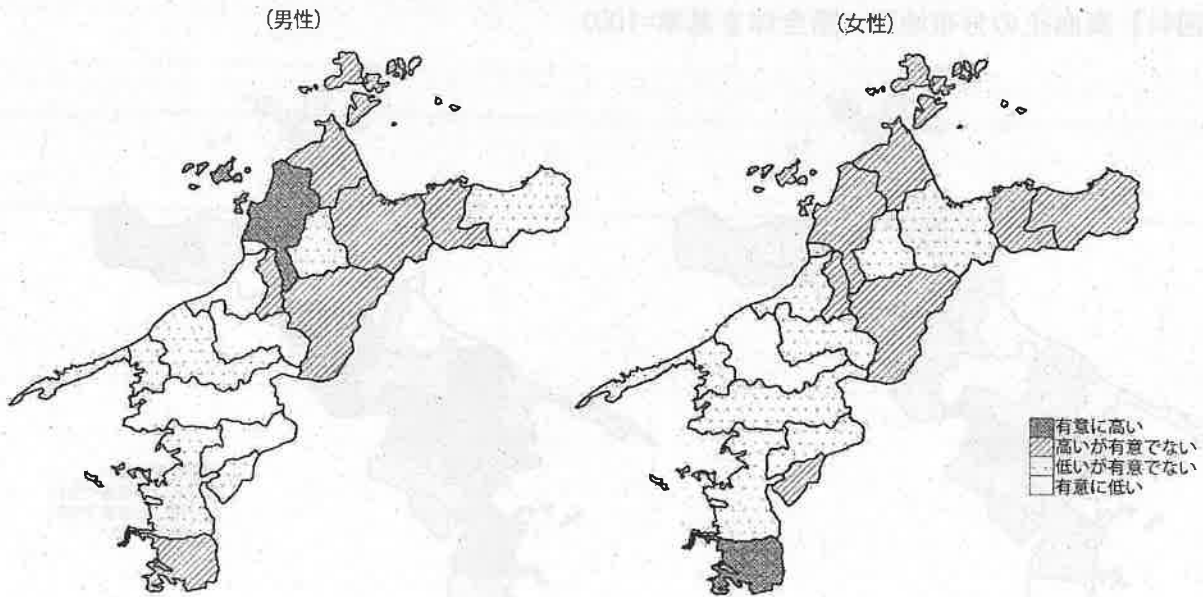 (男性)
(女性)
有意に高い
高いが有意でない
低いが有意でない
有意に低い